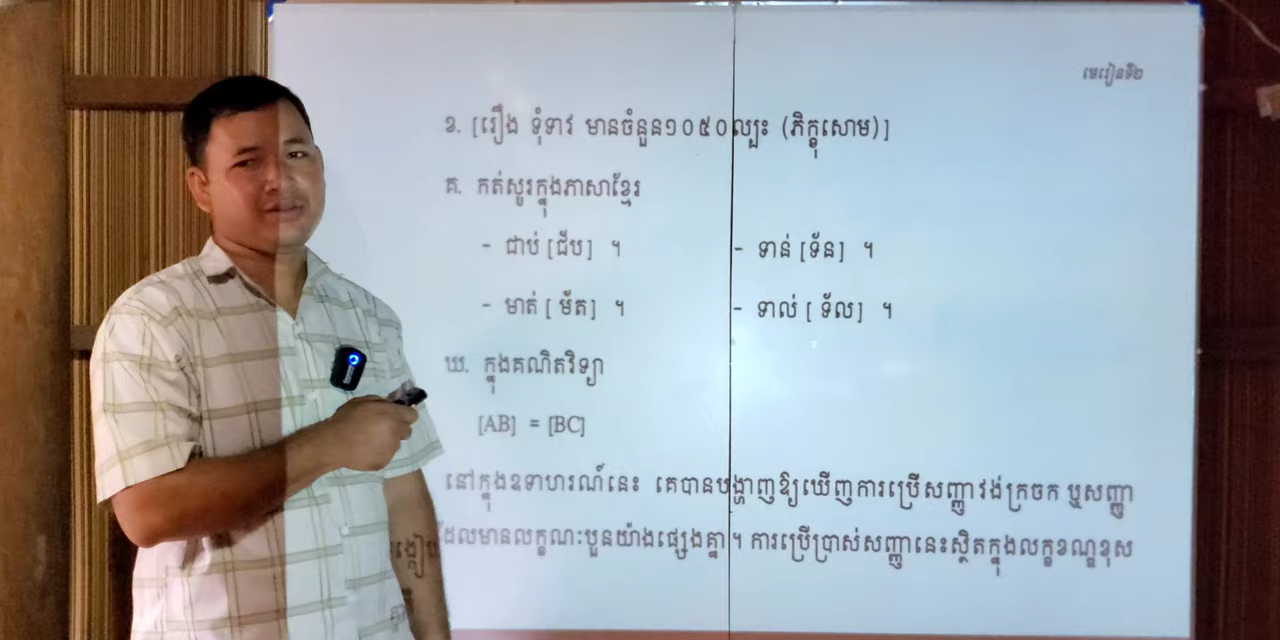 មេរៀនទី២
ខ. [រឿង ទុំទាវ មានចំនួន១០៥០ល្បះ (ភិក្ខុសោម)]
គ. កត់សូរក្នុងភាសាខ្មែរ
- ជាប់ [ជ័ប] ។ - ទាន់ [ទ័ន] ។
- មាត់ [ ម័ត] ។ - ទាល់ [ ទ័ល] ។
ឃ. ក្នុងគណិតវិទ្យា
[AB] = [BC]
នៅក្នុងឧទាហរណ៍នេះ គេបានបង្ហាញឱ្យឃើញការប្រើសញ្ញាវង់ក្រចក ឬសញ្ញា
ដែលមានលក្ខណៈបួនយ៉ាងផ្សេងគ្នា ។ ការប្រើប្រាស់សញ្ញានេះស្ថិតក្នុងលក្ខខណ្ឌខុស